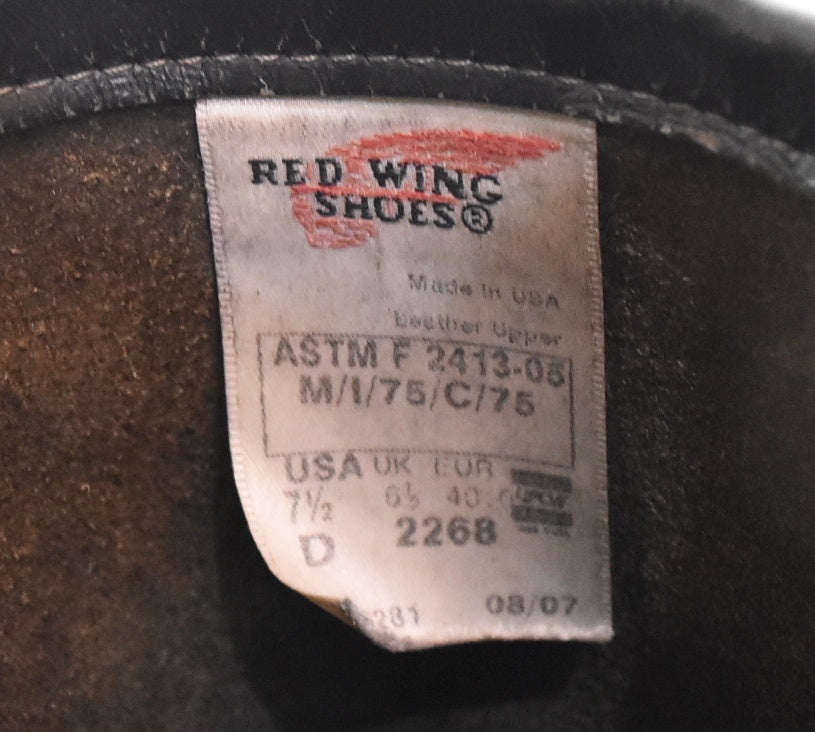 RED WING
SHOES®
Made in USA
Leather Upper
ASTM F 2413-05
M/I/75/C/75
USA UK EUR
7½ 6½ 40
D 2268
08/07